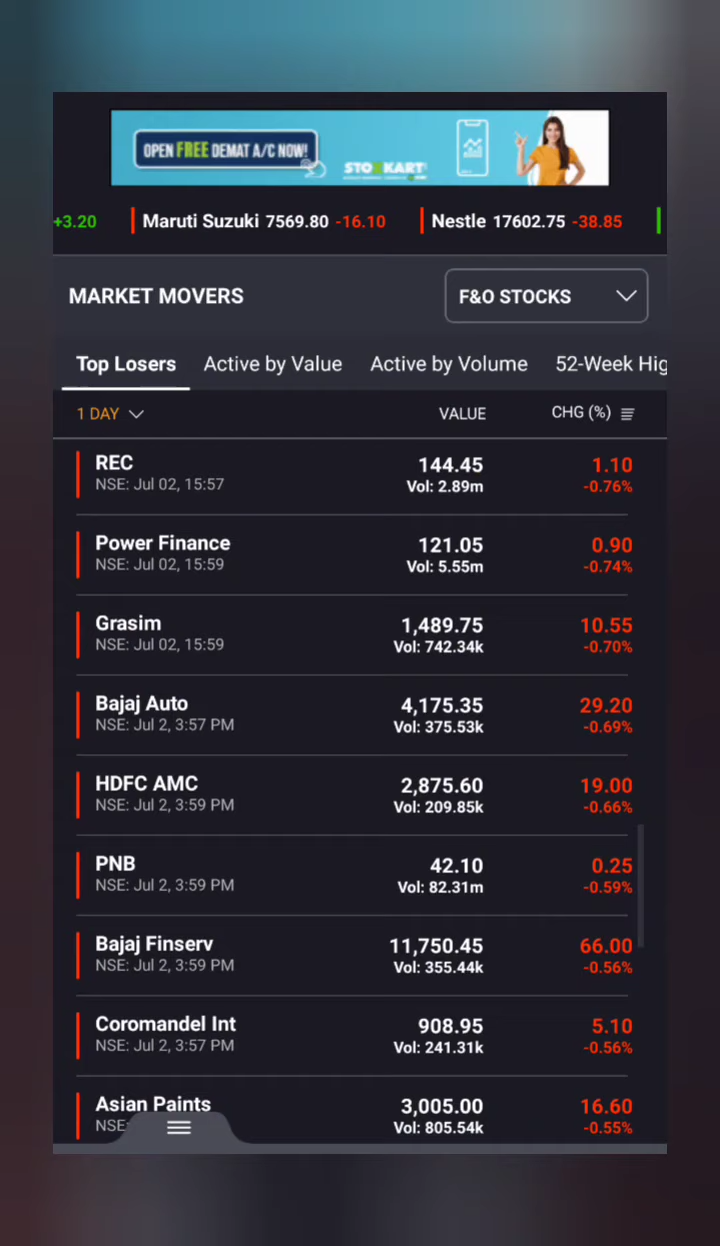 OPEN FREE DEMAT A/C NOW!
+3.20 Maruti Suzuki 7569.80 -16.10 Nestle 17602.75 -38.85
MARKET MOVERS F&O STOCKS
Top Losers Active by Value Active by Volume 52-Week Hig
1 DAY VALUE CHG (%)
REC 144.45 1.10
NSE: Jul 02, 15:57 Vol: 2.89m -0.76%
Power Finance 121.05 0.90
NSE: Jul 02, 15:59 Vol: 5.55m -0.74%
Grasim 1,489.75 10.55
NSE: Jul 02, 15:59 Vol: 742.34k -0.70%
Bajaj Auto 4,175.35 29.20
NSE: Jul 2, 3:57 PM Vol: 375.53k -0.69%
HDFC AMC 2,875.60 19.00
NSE: Jul 2, 3:59 PM Vol: 209.85k -0.66%
PNB 42.10 0.25
NSE: Jul 2, 3:59 PM Vol: 82.31m -0.59%
Bajaj Finserv 11,750.45 66.00
NSE: Jul 2, 3:59 PM Vol: 355.44k -0.56%
Coromandel Int 908.95 5.10
NSE: Jul 2, 3:57 PM Vol: 241.31k -0.56%
Asian Paints 3,005.00 16.60
NSE: Vol: 805.54k -0.55%